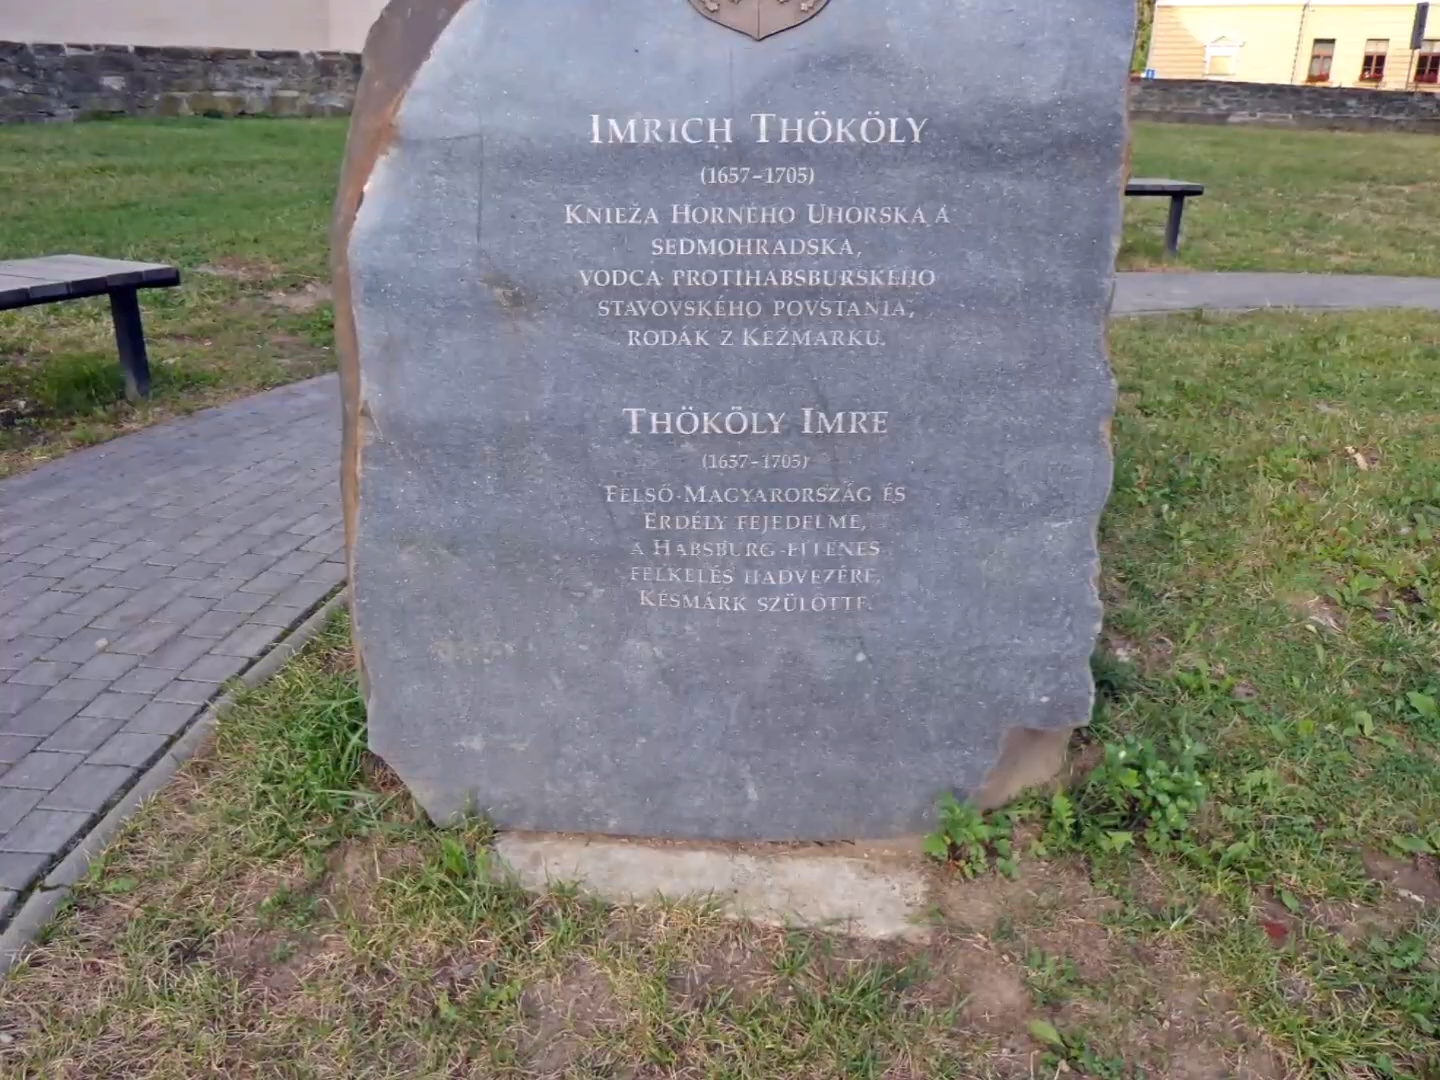 IMRICH THÖKÖLY
(1657–1705)
KNIEŽA HORNÉHO UHORSKA A
SEDMOHRADSKA,
VODCA PROTIHABSBURSKÉHO
STAVOVSKÉHO POVSTANIA,
RODÁK Z KEŽMARKU.
THÖKÖLY IMRE
(1657–1705)
FELSŐ-MAGYARORSZÁG ÉS
ERDÉLY FEJEDELME,
A HABSBURG-ELLENES
FELKELÉS HADVEZÉRE,
KÉSMÁRK SZÜLÖTTE.